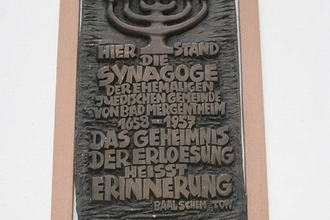 HIER STAND
DIE
SYNAGOGE
DER EHEMALIGEN
JUEDISCHEN GEMEINDE
VON BAD MERGENTHEIM
1658 - 1957
DAS GEHEIMNIS
DER ERLOESUNG
HEISST
ERINNERUNG
BAAL SCHEM-TOW